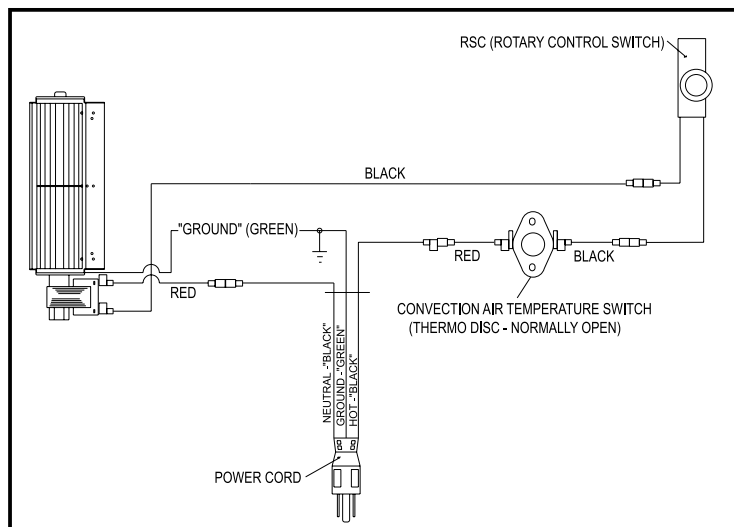 RSC (ROTARY CONTROL SWITCH)
BLACK
"GROUND" (GREEN)
RED
BLACK
RED
CONVECTION AIR TEMPERATURE SWITCH
(THERMO DISC - NORMALLY OPEN)
NEUTRAL -"BLACK"
GROUND -"GREEN"
HOT -"BLACK"
POWER CORD